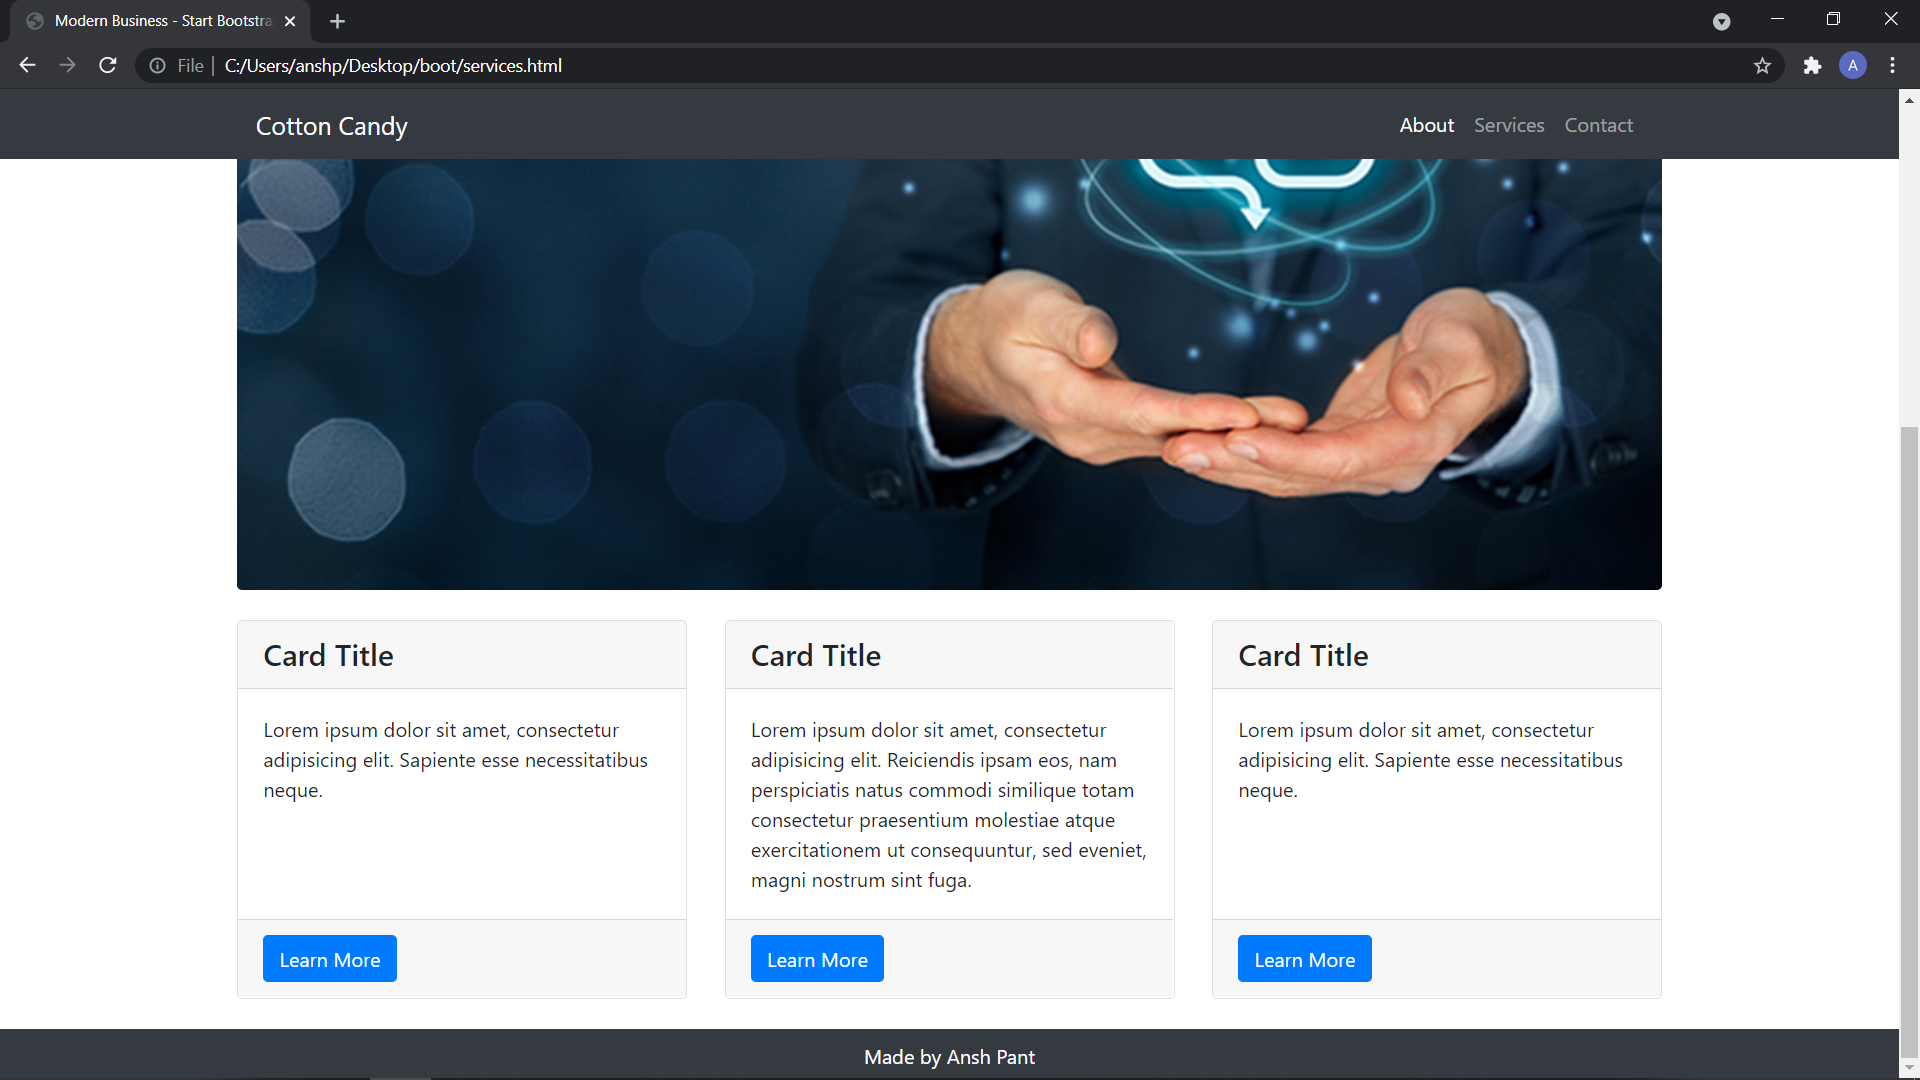 Modern Business - Start Bootstra
File
C:/Users/anshp/Desktop/boot/services.html
A
Cotton Candy
About Services Contact
Card Title
Lorem ipsum dolor sit amet, consectetur
adipisicing elit. Sapiente esse necessitatibus
neque.
Learn More
Card Title
Lorem ipsum dolor sit amet, consectetur
adipisicing elit. Reiciendis ipsam eos, nam
perspiciatis natus commodi similique totam
consectetur praesentium molestiae atque
exercitationem ut consequuntur, sed eveniet,
magni nostrum sint fuga.
Learn More
Card Title
Lorem ipsum dolor sit amet, consectetur
adipisicing elit. Sapiente esse necessitatibus
neque.
Learn More
Made by Ansh Pant